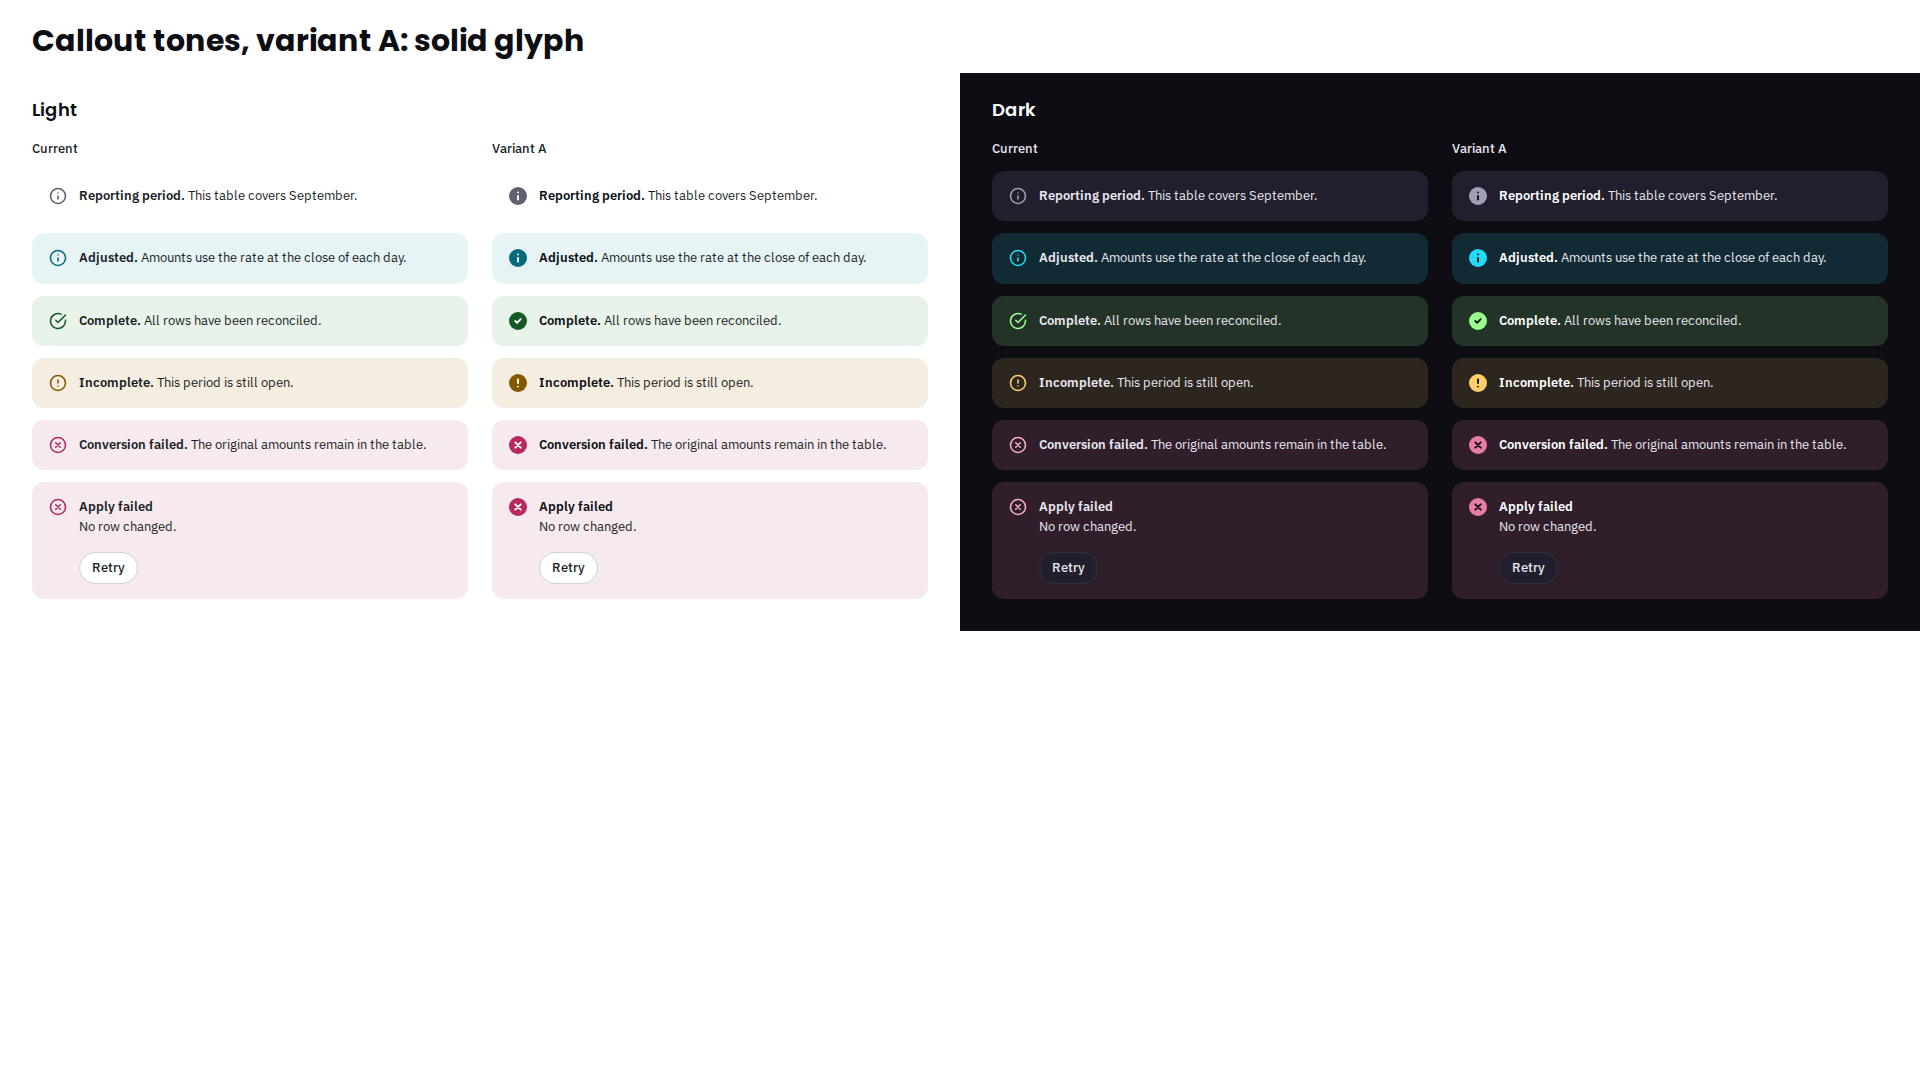 Callout tones, variant A: solid glyph
Light
Current
Reporting period. This table covers September.
Adjusted. Amounts use the rate at the close of each day.
Complete. All rows have been reconciled.
Incomplete. This period is still open.
Conversion failed. The original amounts remain in the table.
Apply failed
No row changed.
Retry
Variant A
Reporting period. This table covers September.
Adjusted. Amounts use the rate at the close of each day.
Complete. All rows have been reconciled.
Incomplete. This period is still open.
Conversion failed. The original amounts remain in the table.
Apply failed
No row changed.
Retry
Dark
Current
Reporting period. This table covers September.
Adjusted. Amounts use the rate at the close of each day.
Complete. All rows have been reconciled.
Incomplete. This period is still open.
Conversion failed. The original amounts remain in the table.
Apply failed
No row changed.
Retry
Variant A
Reporting period. This table covers September.
Adjusted. Amounts use the rate at the close of each day.
Complete. All rows have been reconciled.
Incomplete. This period is still open.
Conversion failed. The original amounts remain in the table.
Apply failed
No row changed.
Retry